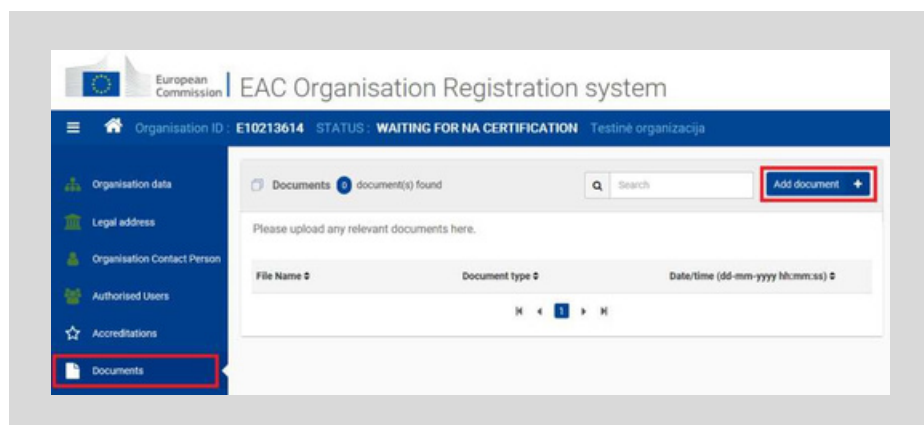 European
Commission
EAC Organisation Registration system
Organisation ID : E10213614 STATUS : WAITING FOR NA CERTIFICATION Testinė organizacija
Organisation data
Legal address
Organisation Contact Person
Authorised Users
Accreditations
Documents
Documents 0 document(s) found
Search
Add document +
Please upload any relevant documents here.
File Name Document type Date/time (dd-mm-yyyy hh:mm:ss)
1